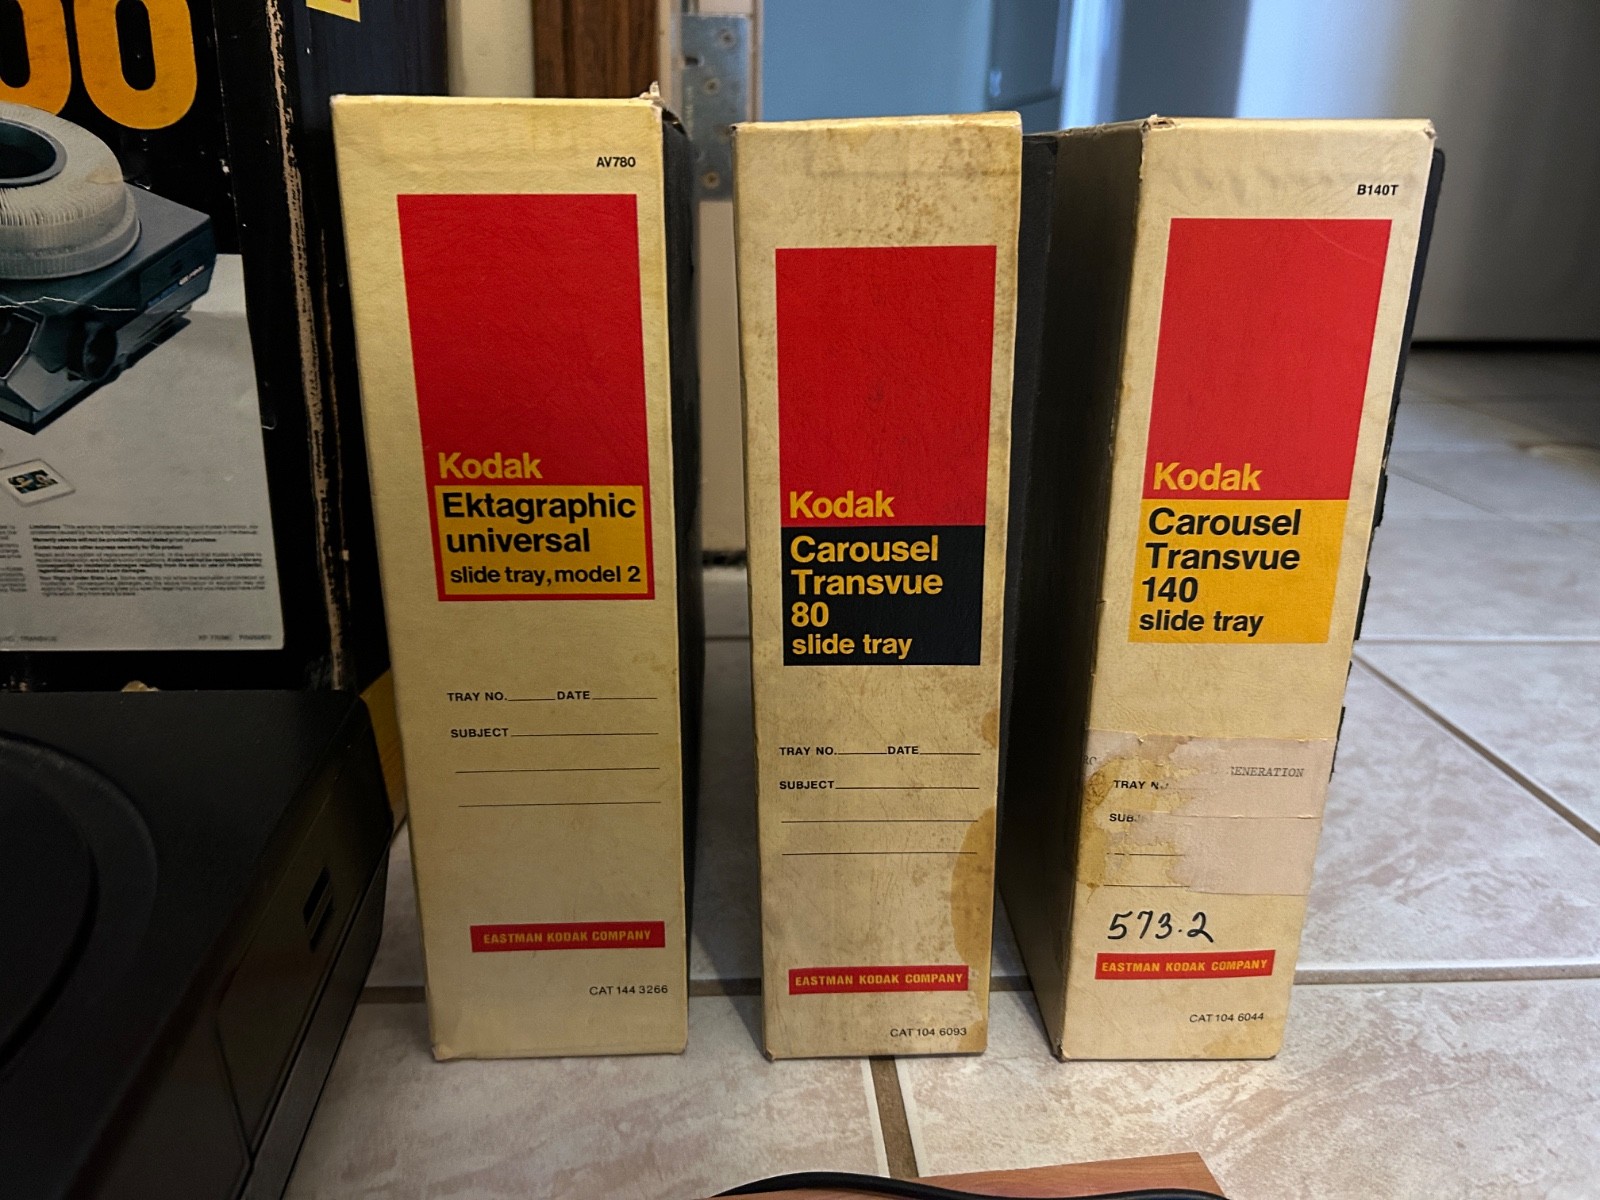 00
AV780
Kodak
Ektagraphic
universal
slide tray, model 2
TRAY NO. DATE
SUBJECT
EASTMAN KODAK COMPANY
CAT 144 3266
Kodak
Carousel
Transvue
80
slide tray
TRAY NO. DATE
SUBJECT
EASTMAN KODAK COMPANY
CAT 104 6093
B140T
Kodak
Carousel
Transvue
140
slide tray
ENERATION
TRAY N
SUBJ
573.2
EASTMAN KODAK COMPANY
CAT 104 6044